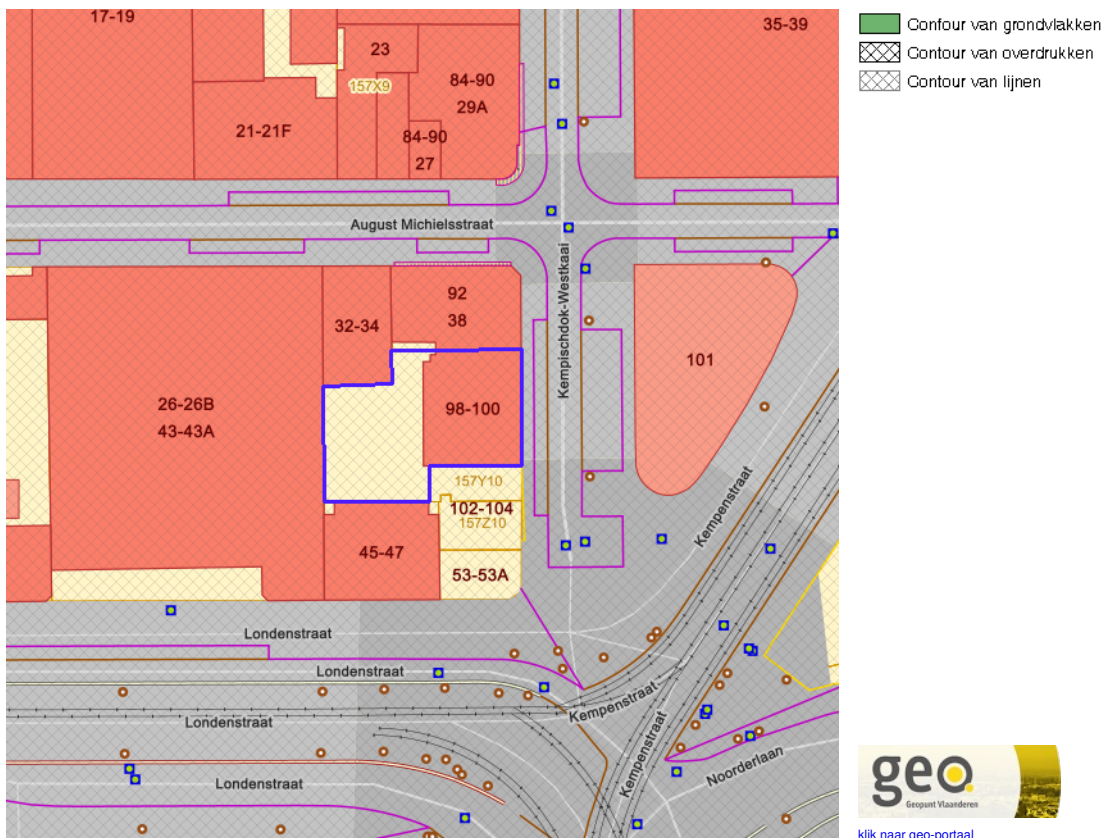 17-19
35-39
Contour van grondvlakken
Contour van overdrukken
Contour van lijnen
23
157X9
84-90
29A
21-21F
84-90
27
August Michielsstraat
Kempischdok-Westkaai
92
38
32-34
101
26-26B
43-43A
98-100
157Y10
102-104
157Z10
45-47
53-53A
Kempenstraat
Londenstraat
Londenstraat
Kempenstraat
Londenstraat
Kempenstraat
Noorderlaan
Londenstraat
geo.
Geopunt Vlaanderen
klik naar geo-portaal